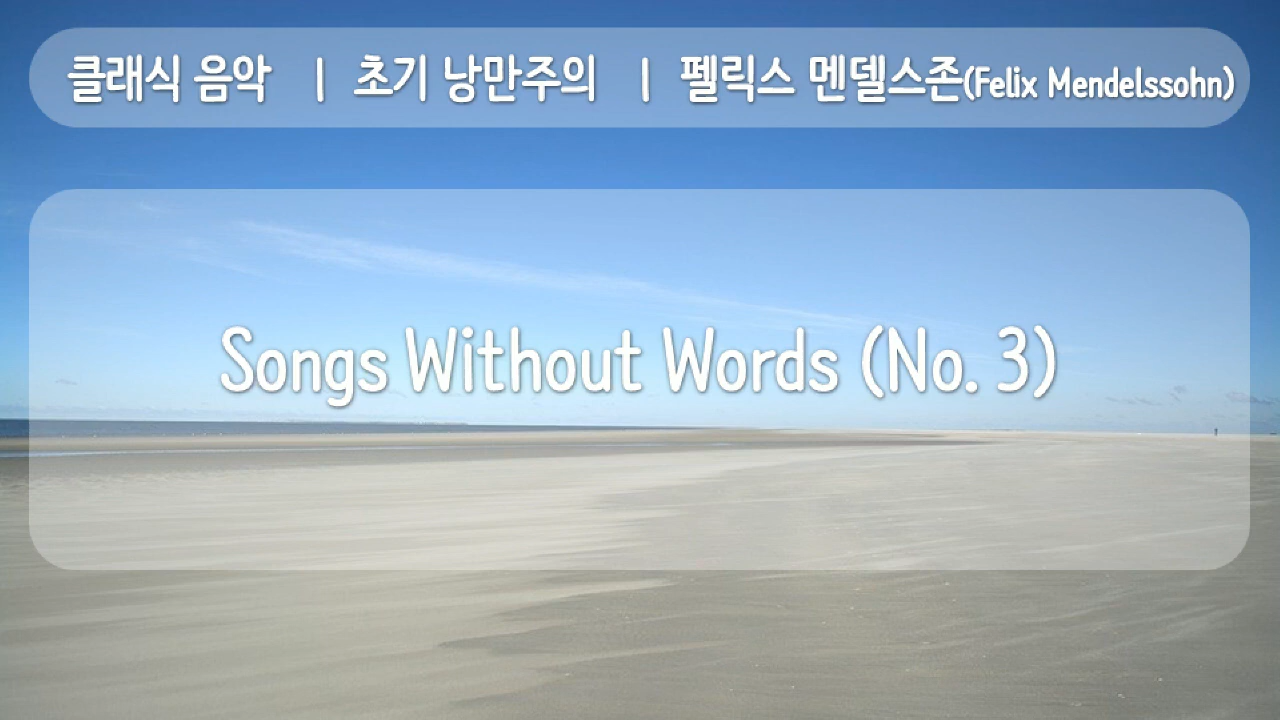 클래식 음악 | 초기 낭만주의 | 펠릭스 멘델스존(Felix Mendelssohn)
Songs Without Words (No. 3)